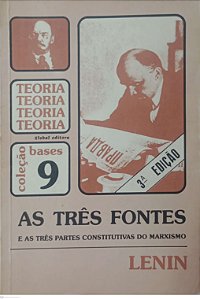 TEORIA
TEORIA
TEORIA
TEORIA
global editora
coleção
bases
9
ПРАВДА
3ª EDIÇÃO
AS TRÊS FONTES
E AS TRÊS PARTES CONSTITUTIVAS DO MARXISMO
LENIN